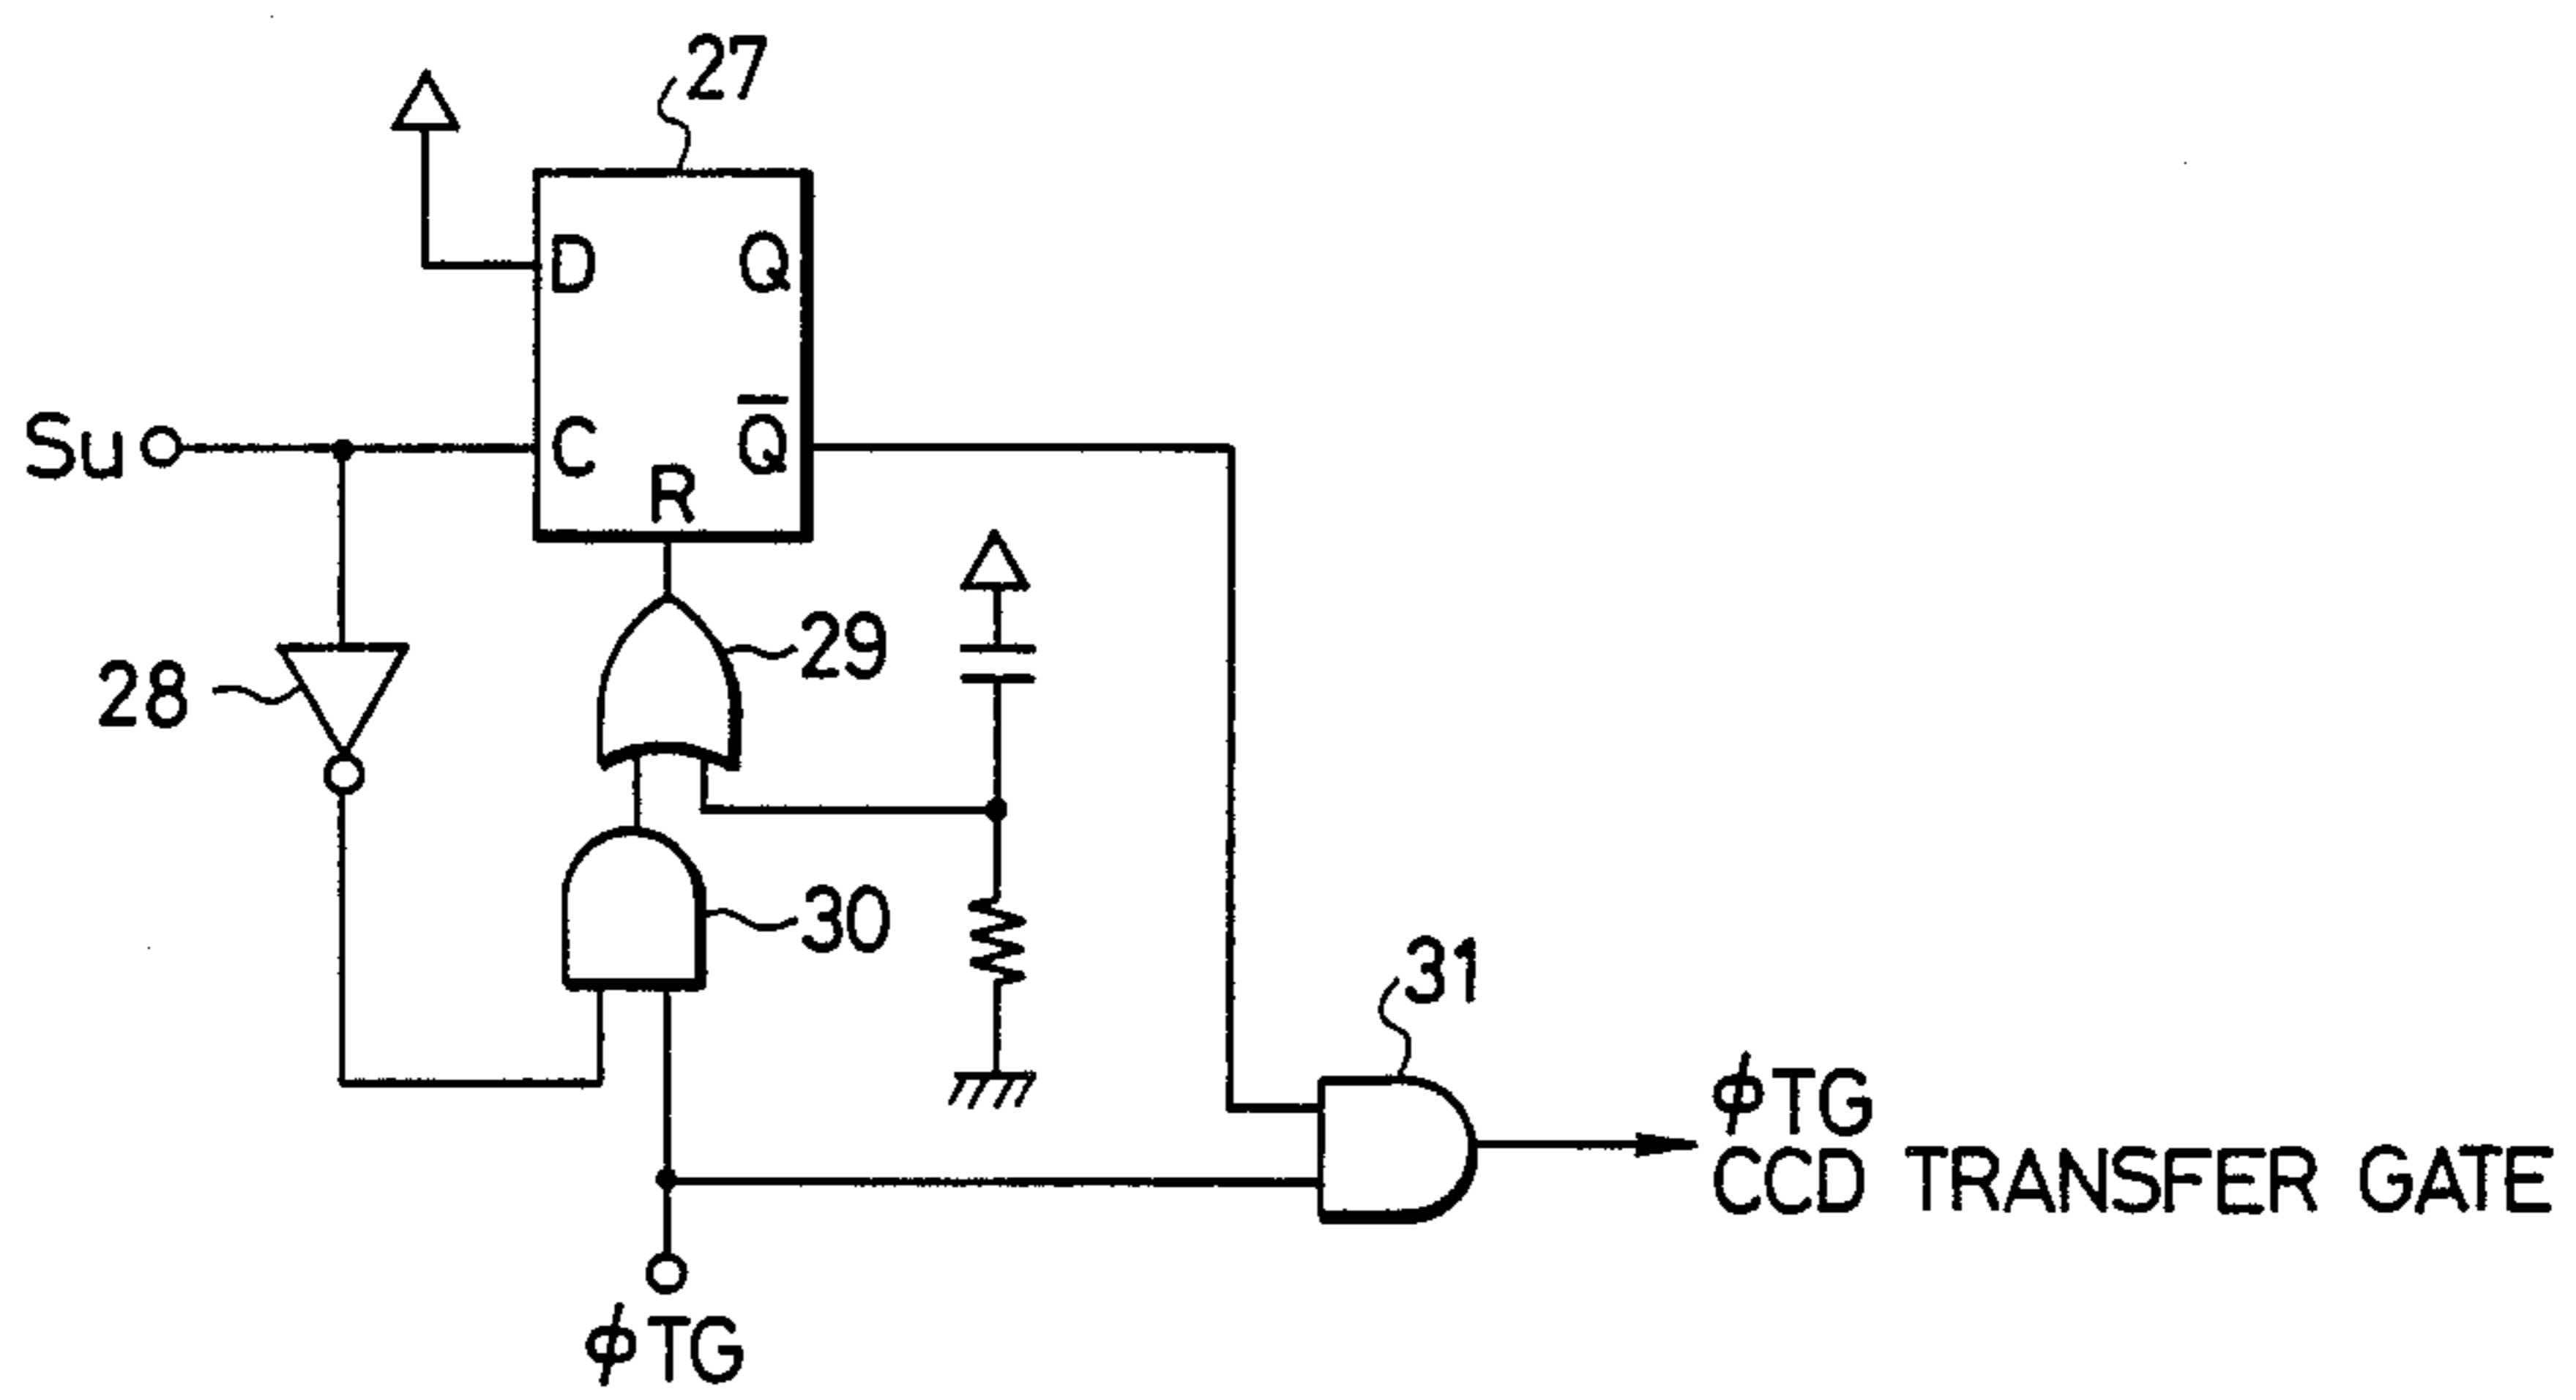 27
D
Q
Su
C
Q̅
R
29
28
30
31
ϕTG
CCD TRANSFER GATE
ϕTG